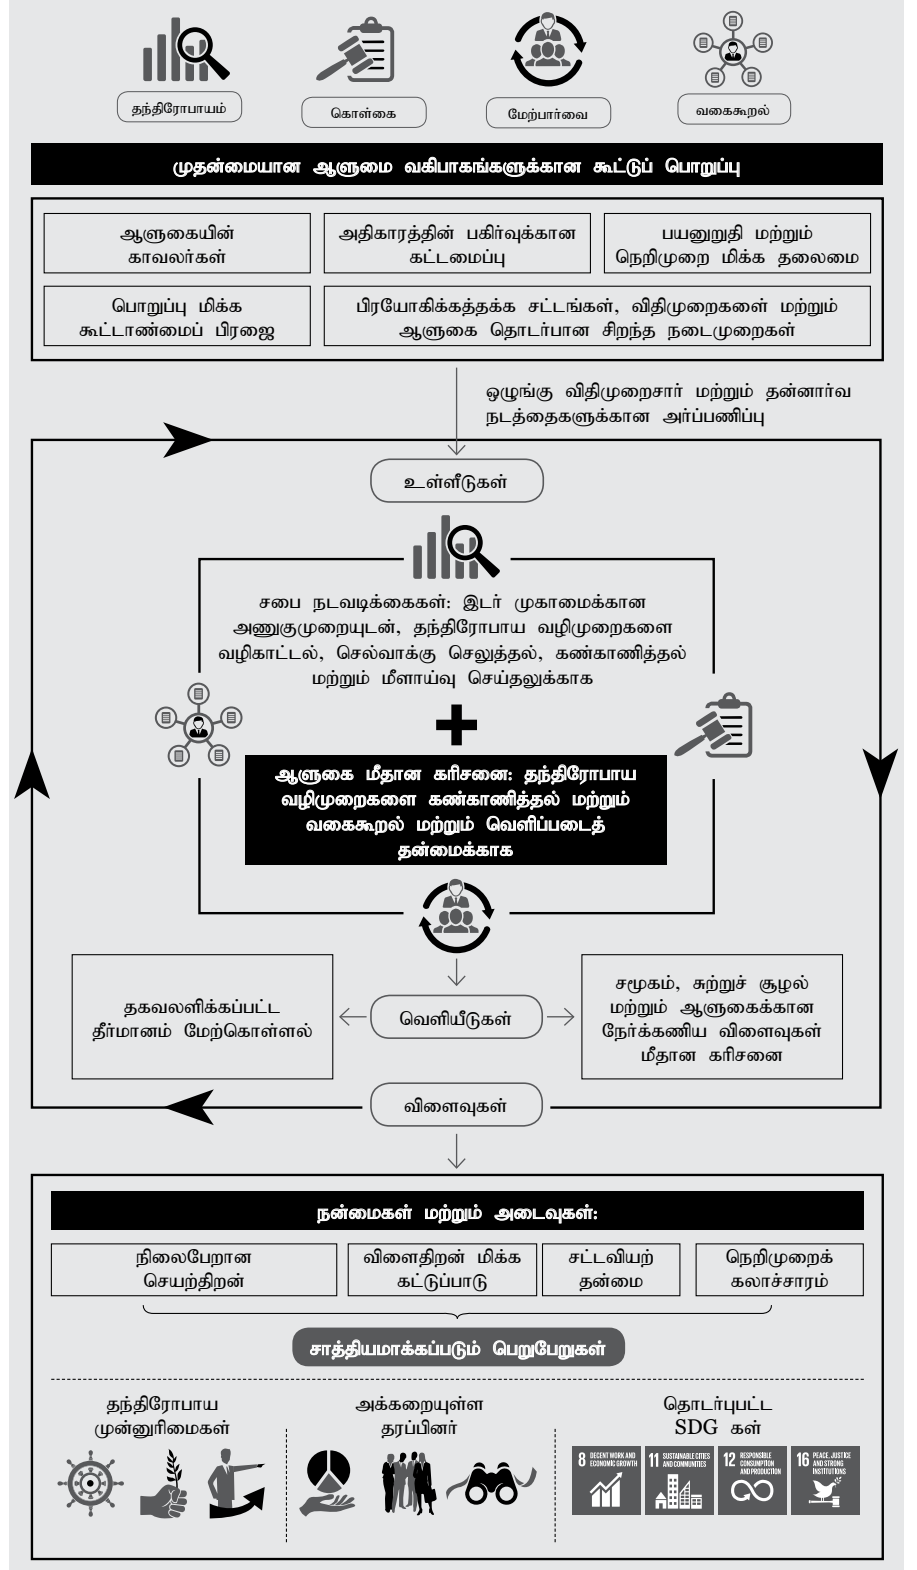 தந்திரோபாயம்
கொள்கை
மேற்பார்வை
வகைகூறல்
முதன்மையான ஆளுமை வகிபாகங்களுக்கான கூட்டுப் பொறுப்பு
ஆளுகையின்
காவலர்கள்
அதிகாரத்தின் பகிர்வுக்கான
கட்டமைப்பு
பயனுறுதி மற்றும்
நெறிமுறை மிக்க தலைமை
பொறுப்பு மிக்க
கூட்டாண்மைப் பிரஜை
பிரயோகிக்கத்தக்க சட்டங்கள், விதிமுறைகளை மற்றும்
ஆளுகை தொடர்பான சிறந்த நடைமுறைகள்
ஒழுங்கு விதிமுறைசார் மற்றும் தன்னார்வ
நடத்தைகளுக்கான அர்ப்பணிப்பு
உள்ளீடுகள்
சபை நடவடிக்கைகள்: இடர் முகாமைக்கான
அணுகுமுறையுடன், தந்திரோபாய வழிமுறைகளை
வழிகாட்டல், செல்வாக்கு செலுத்தல், கண்காணித்தல்
மற்றும் மீளாய்வு செய்தலுக்காக
ஆளுகை மீதான கரிசனை: தந்திரோபாய
வழிமுறைகளை கண்காணித்தல் மற்றும்
வகைகூறல் மற்றும் வெளிப்படைத்
தன்மைக்காக
தகவலளிக்கப்பட்ட
தீர்மானம் மேற்கொள்ளல்
வெளியீடுகள்
சமூகம், சுற்றுச் சூழல்
மற்றும் ஆளுகைக்கான
நேர்க்கணிய விளைவுகள்
மீதான கரிசனை
விளைவுகள்
நன்மைகள் மற்றும் அடைவுகள்:
நிலைபேறான
செயற்திறன்
விளைதிறன் மிக்க
கட்டுப்பாடு
சட்டவியற்
தன்மை
நெறிமுறைக்
கலாச்சாரம்
சாத்தியமாக்கப்படும் பெறுபேறுகள்
தந்திரோபாய
முன்னுரிமைகள்
அக்கறையுள்ள
தரப்பினர்
தொடர்புபட்ட
SDG கள்
8 DECENT WORK AND
ECONOMIC GROWTH
11 SUSTAINABLE CITIES
AND COMMUNITIES
12 RESPONSIBLE
CONSUMPTION
AND PRODUCTION
16 PEACE, JUSTICE
AND STRONG
INSTITUTIONS